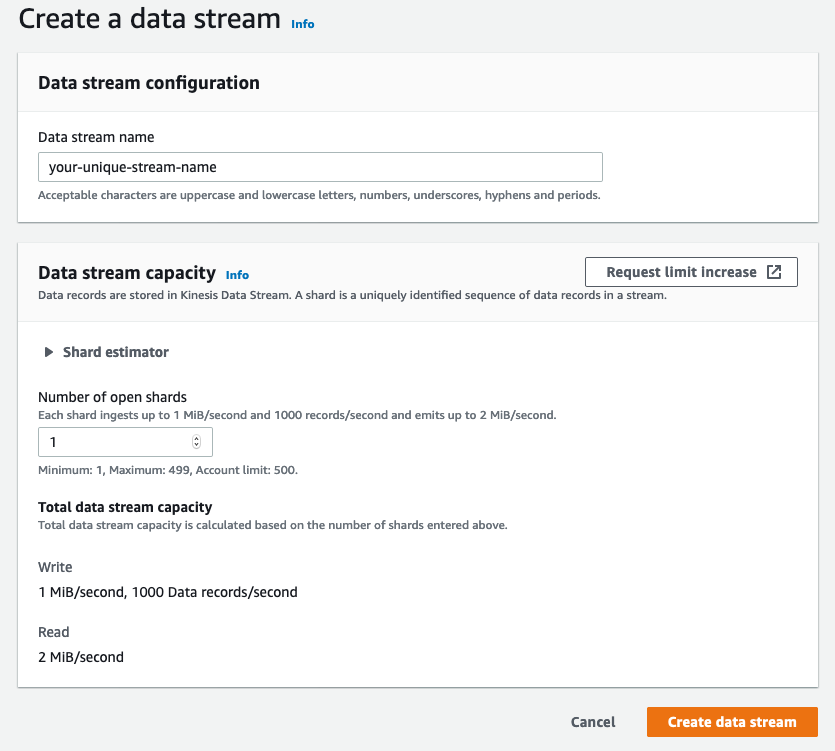 Create a data stream Info
Data stream configuration
Data stream name
your-unique-stream-name
Acceptable characters are uppercase and lowercase letters, numbers, underscores, hyphens and periods.
Data stream capacity Info
Request limit increase
Data records are stored in Kinesis Data Stream. A shard is a uniquely identified sequence of data records in a stream.
Shard estimator
Number of open shards
Each shard ingests up to 1 MiB/second and 1000 records/second and emits up to 2 MiB/second.
1
Minimum: 1, Maximum: 499, Account limit: 500.
Total data stream capacity
Total data stream capacity is calculated based on the number of shards entered above.
Write
1 MiB/second, 1000 Data records/second
Read
2 MiB/second
Cancel
Create data stream